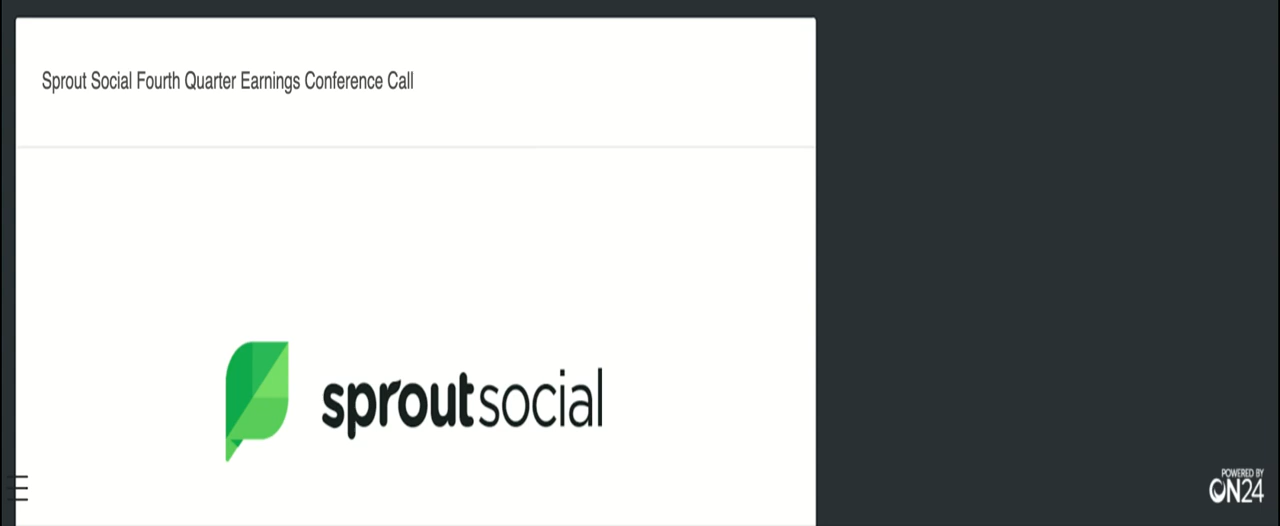 Sprout Social Fourth Quarter Earnings Conference Call
sproutsocial
POWERED BY
ON24